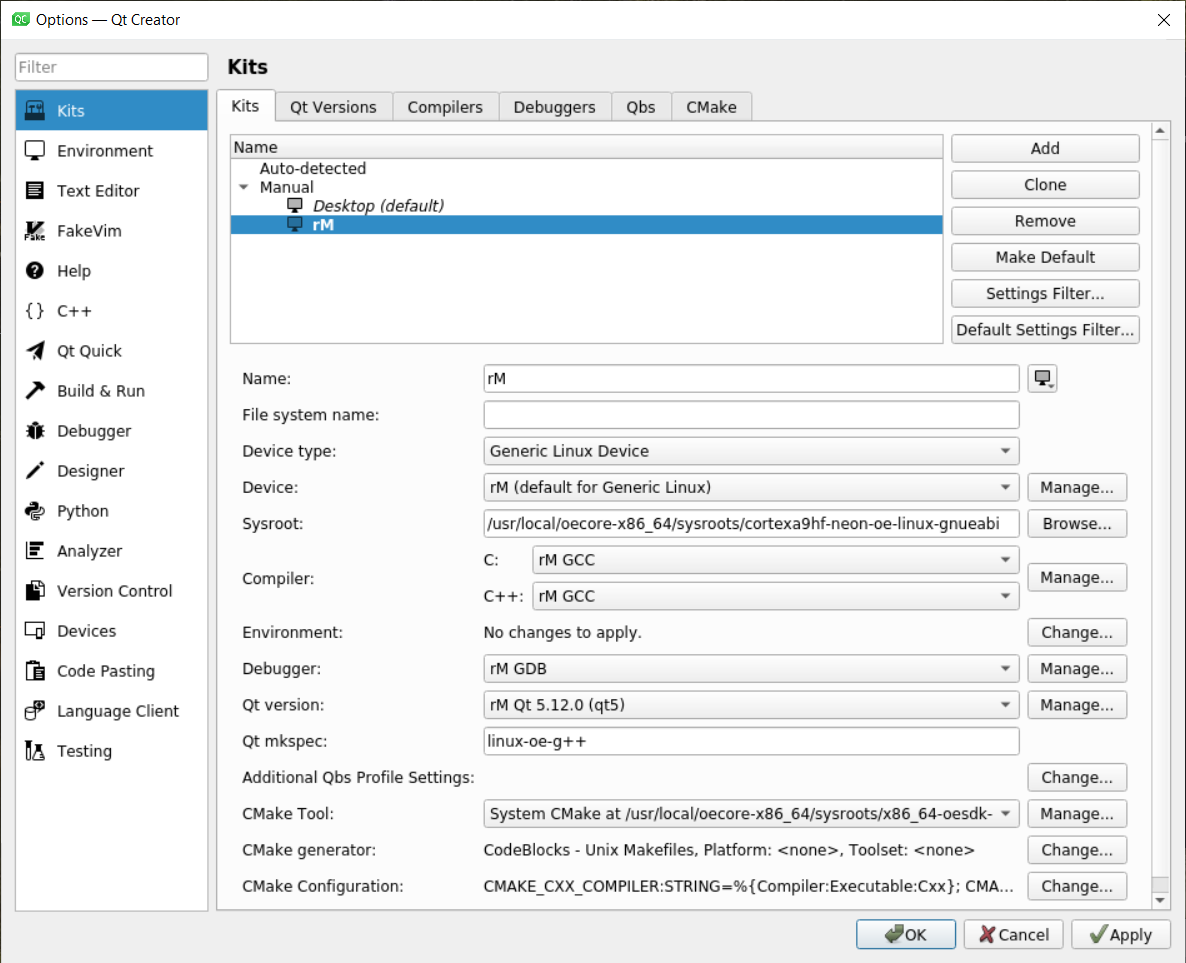 Options — Qt Creator
Filter
Kits
Environment
Text Editor
FakeVim
Help
C++
Qt Quick
Build & Run
Debugger
Designer
Python
Analyzer
Version Control
Devices
Code Pasting
Language Client
Testing
Kits
Kits Qt Versions Compilers Debuggers Qbs CMake
Name
Auto-detected
Manual
Desktop (default)
rM
Add
Clone
Remove
Make Default
Settings Filter...
Default Settings Filter...
Name: rM
File system name:
Device type: Generic Linux Device
Device: rM (default for Generic Linux) Manage...
Sysroot: /usr/local/oecore-x86_64/sysroots/cortexa9hf-neon-oe-linux-gnueabi Browse...
Compiler: C: rM GCC Manage...
C++: rM GCC
Environment: No changes to apply. Change...
Debugger: rM GDB Manage...
Qt version: rM Qt 5.12.0 (qt5) Manage...
Qt mkspec: linux-oe-g++
Additional Qbs Profile Settings: Change...
CMake Tool: System CMake at /usr/local/oecore-x86_64/sysroots/x86_64-oesdk- Manage...
CMake generator: CodeBlocks - Unix Makefiles, Platform: <none>, Toolset: <none> Change...
CMake Configuration: CMAKE_CXX_COMPILER:STRING=%{Compiler:Executable:Cxx}; CMA... Change...
OK Cancel Apply